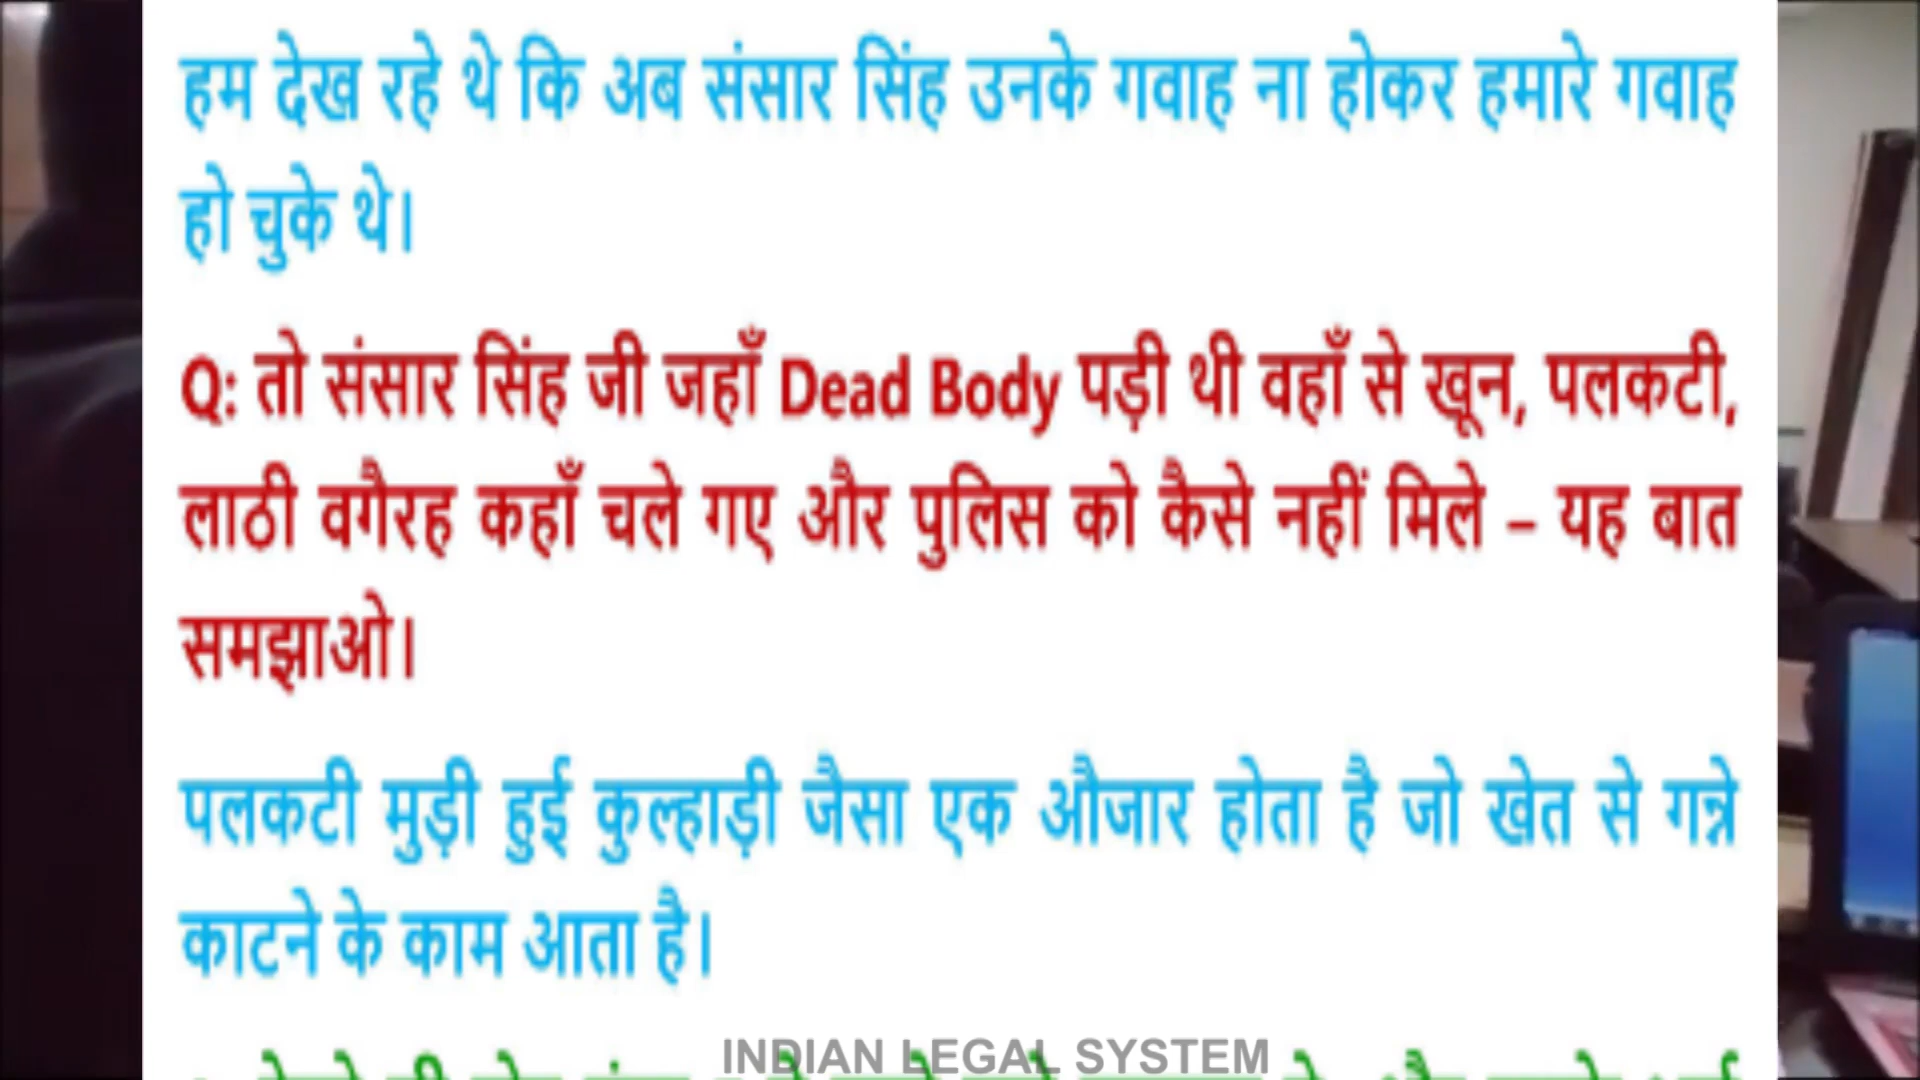 हम देख रहे थे कि अब संसार सिंह उनके गवाह ना होकर हमारे गवाह
हो चुके थे।
Q: तो संसार सिंह जी जहाँ Dead Body पड़ी थी वहाँ से खून, पलकटी,
लाठी वगैरह कहाँ चले गए और पुलिस को कैसे नहीं मिले – यह बात
समझाओ।
पलकटी मुड़ी हुई कुल्हाड़ी जैसा एक औजार होता है जो खेत से गन्ने
काटने के काम आता है।
INDIAN LEGAL SYSTEM